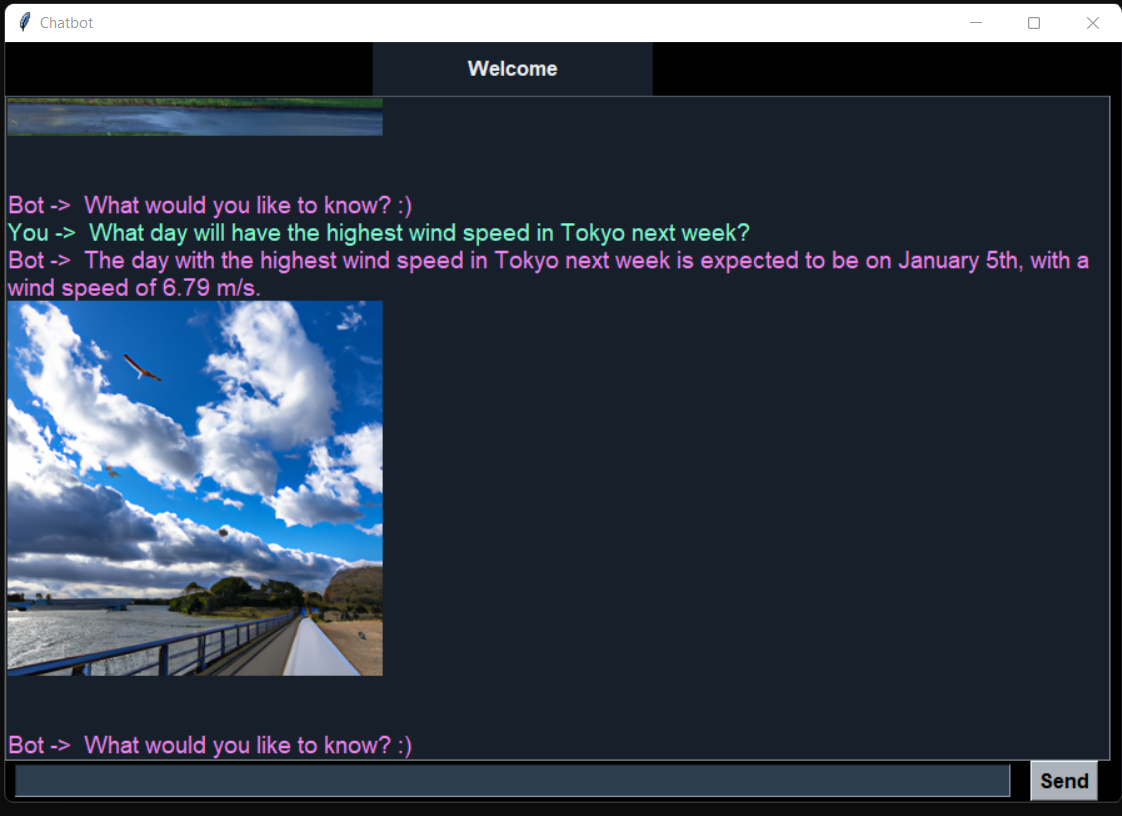 Chatbot
Welcome
Bot -> What would you like to know? :)
You -> What day will have the highest wind speed in Tokyo next week?
Bot -> The day with the highest wind speed in Tokyo next week is expected to be on January 5th, with a
wind speed of 6.79 m/s.
Bot -> What would you like to know? :)
Send